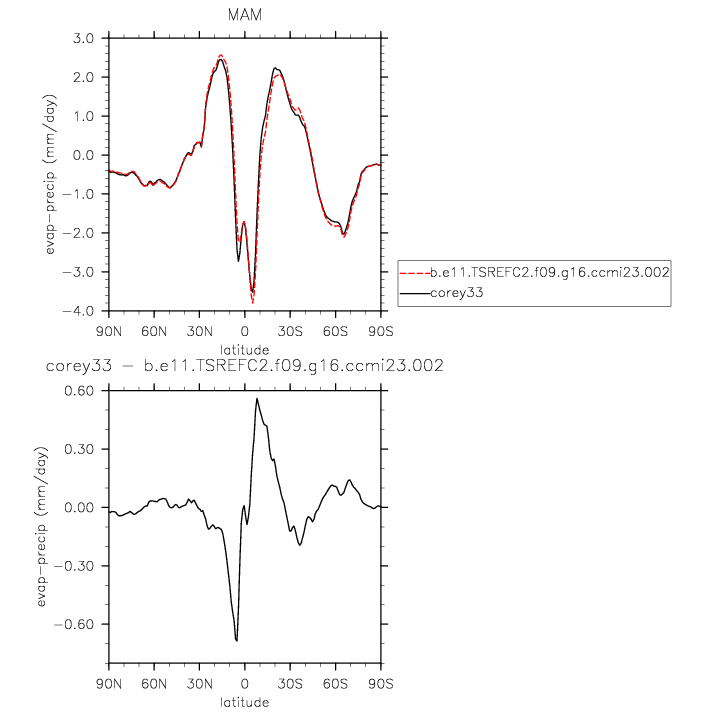 MAM
3.0
2.0
1.0
0.0
-1.0
-2.0
-3.0
-4.0
evap-precip (mm/day)
90N 60N 30N 0 30S 60S 90S
latitude
b.e11.TSREFC2.f09.g16.ccmi23.002
corey33
corey33 - b.e11.TSREFC2.f09.g16.ccmi23.002
0.60
0.30
0.00
-0.30
-0.60
evap-precip (mm/day)
90N 60N 30N 0 30S 60S 90S
latitude